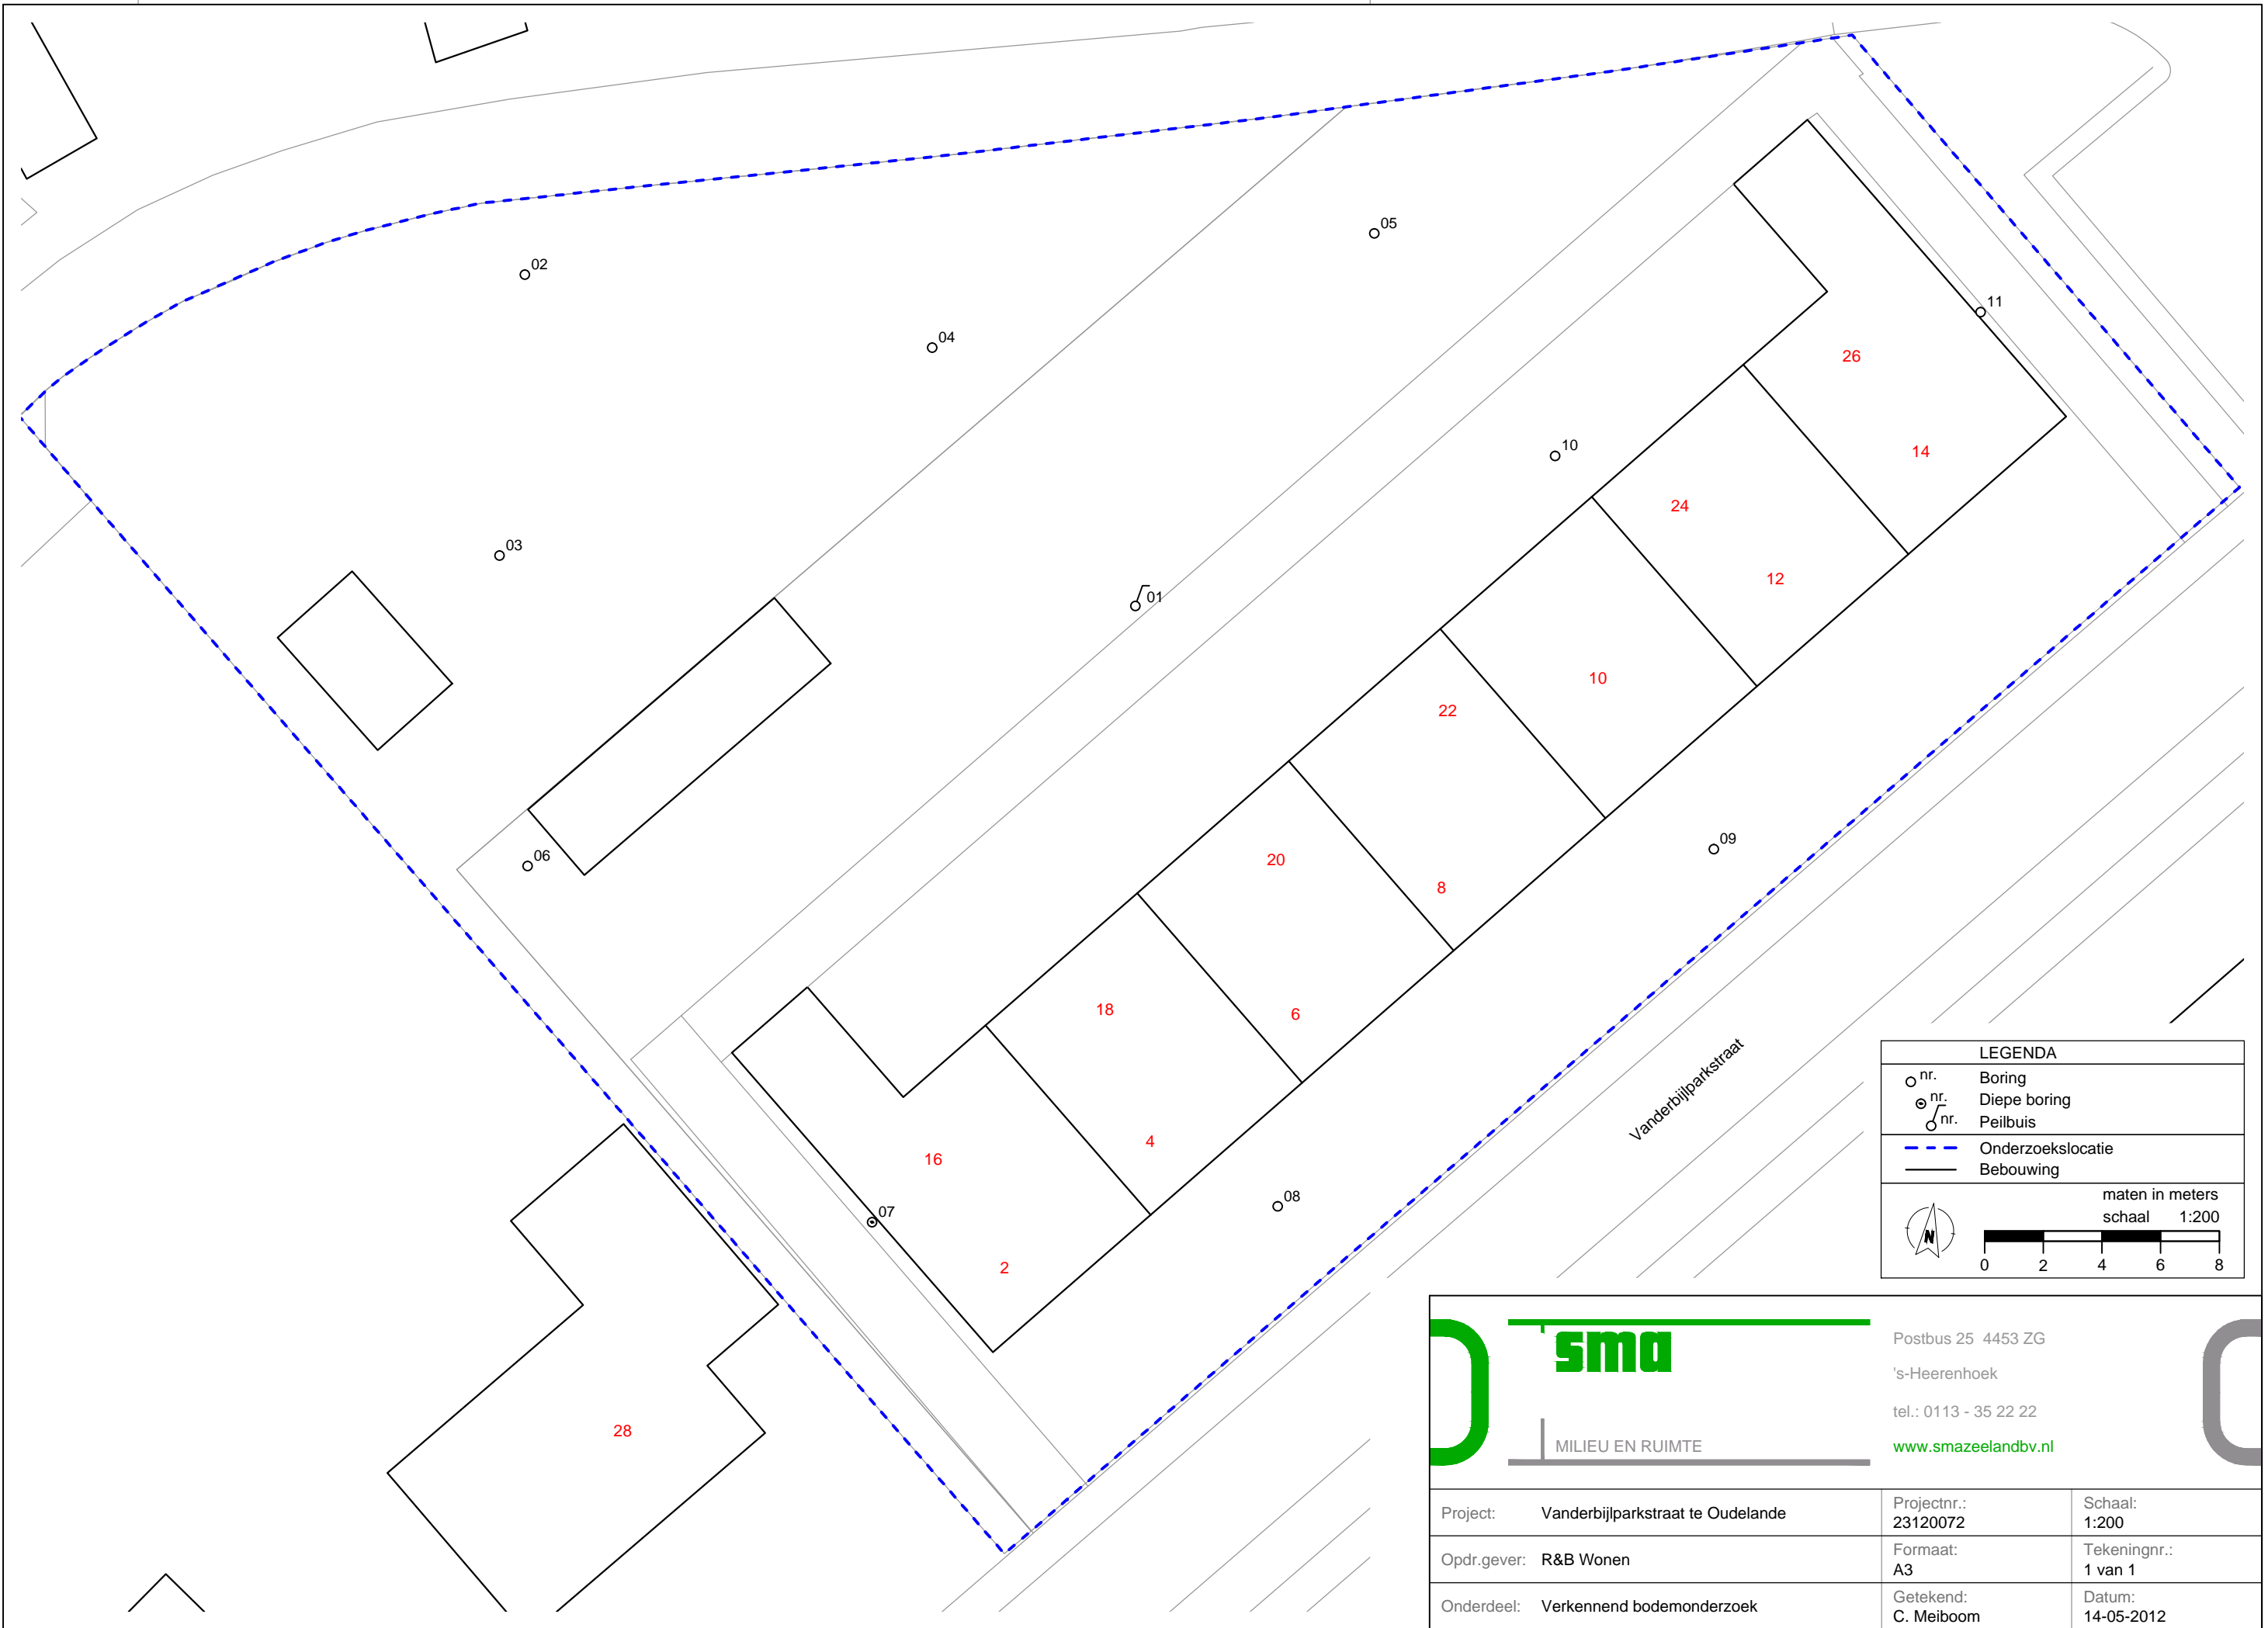 02
05
04
11
26
10
14
24
03
12
01
10
22
20
09
06
8
18
6
Vanderbijlparkstraat
4
16
08
07
2
28
LEGENDA
nr. Boring
nr. Diepe boring
nr. Peilbuis
Onderzoekslocatie
Bebouwing
maten in meters
schaal 1:200
N
0 2 4 6 8
sma
MILIEU EN RUIMTE
Postbus 25 4453 ZG
's-Heerenhoek
tel.: 0113 - 35 22 22
www.smazeelandbv.nl
Project: Vanderbijlparkstraat te Oudelande
Projectnr.:
23120072
Schaal:
1:200
Opdr.gever: R&B Wonen
Formaat:
A3
Tekeningnr.:
1 van 1
Onderdeel: Verkennend bodemonderzoek
Getekend:
C. Meiboom
Datum:
14-05-2012